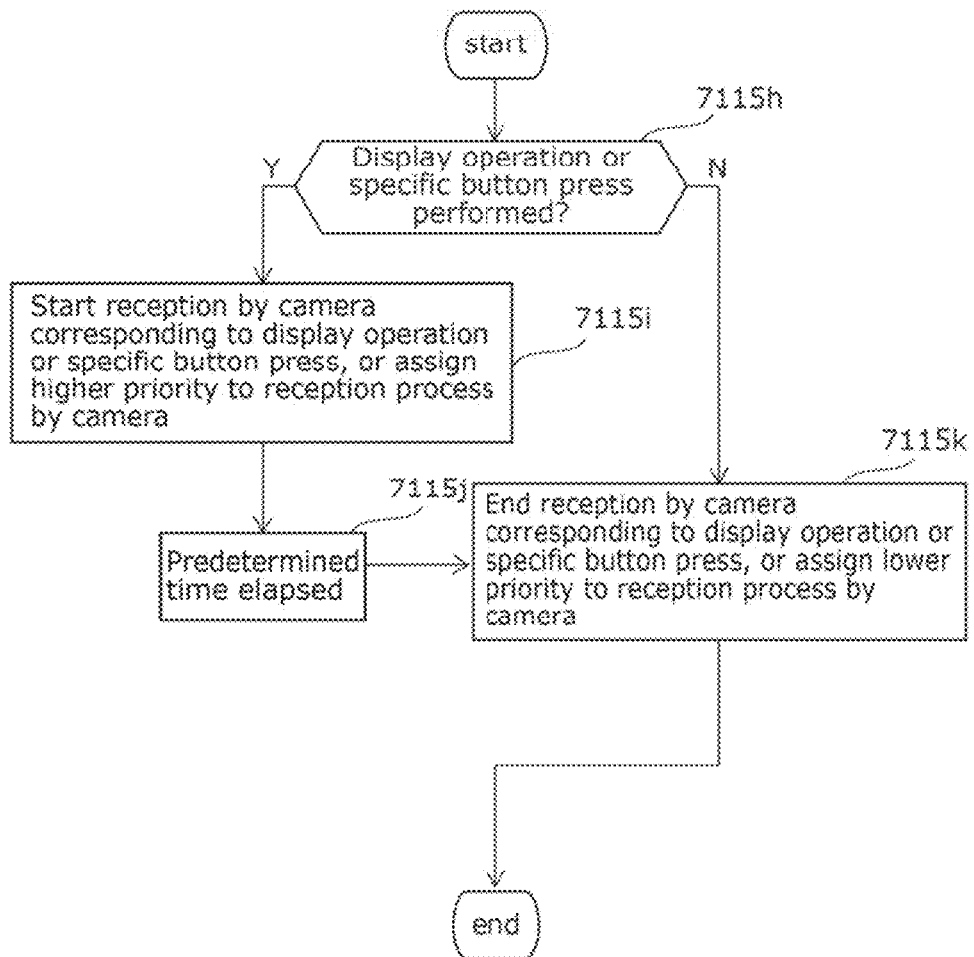 start
7115h
Y
Display operation or
specific button press
performed?
N
Start reception by camera
corresponding to display operation
or specific button press, or assign
higher priority to reception process
by camera
7115i
7115j
Predetermined
time elapsed
7115k
End reception by camera
corresponding to display operation or
specific button press, or assign lower
priority to reception process by
camera
end